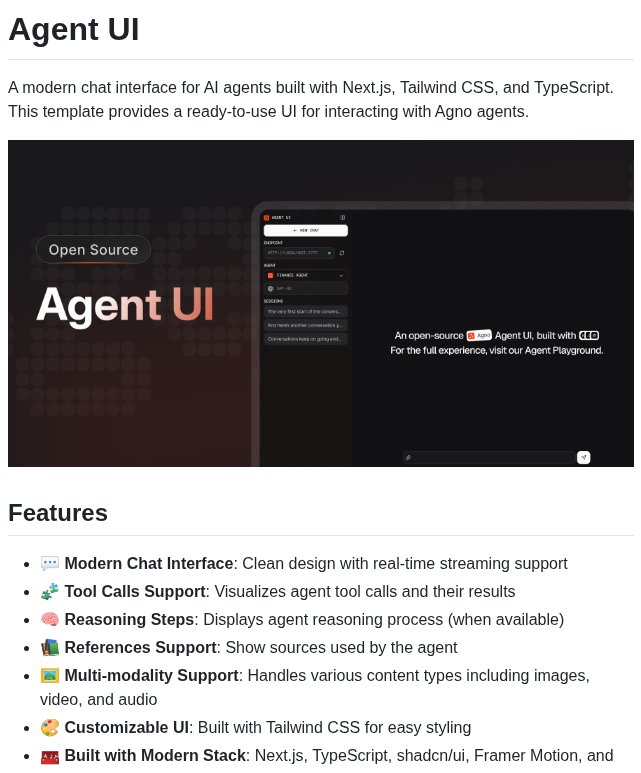 Agent UI
A modern chat interface for AI agents built with Next.js, Tailwind CSS, and TypeScript.
This template provides a ready-to-use UI for interacting with Agno agents.
Open Source
Agent UI
AGENT UI
+ NEW CHAT
ENDPOINT
HTTP://LOCALHOST:7777
AGENT
FINANCE AGENT
GPT-4O
SESSIONS
The very first start of the convers...
And here's another conversation y...
Conversations keep on going and...
An open-source Agno Agent UI, built with
For the full experience, visit our Agent Playground.
Features
• 💬 Modern Chat Interface: Clean design with real-time streaming support
• 🧩 Tool Calls Support: Visualizes agent tool calls and their results
• 🧠 Reasoning Steps: Displays agent reasoning process (when available)
• 📚 References Support: Show sources used by the agent
• 🖼️ Multi-modality Support: Handles various content types including images,
video, and audio
• 🎨 Customizable UI: Built with Tailwind CSS for easy styling
• 🧰 Built with Modern Stack: Next.js, TypeScript, shadcn/ui, Framer Motion, and